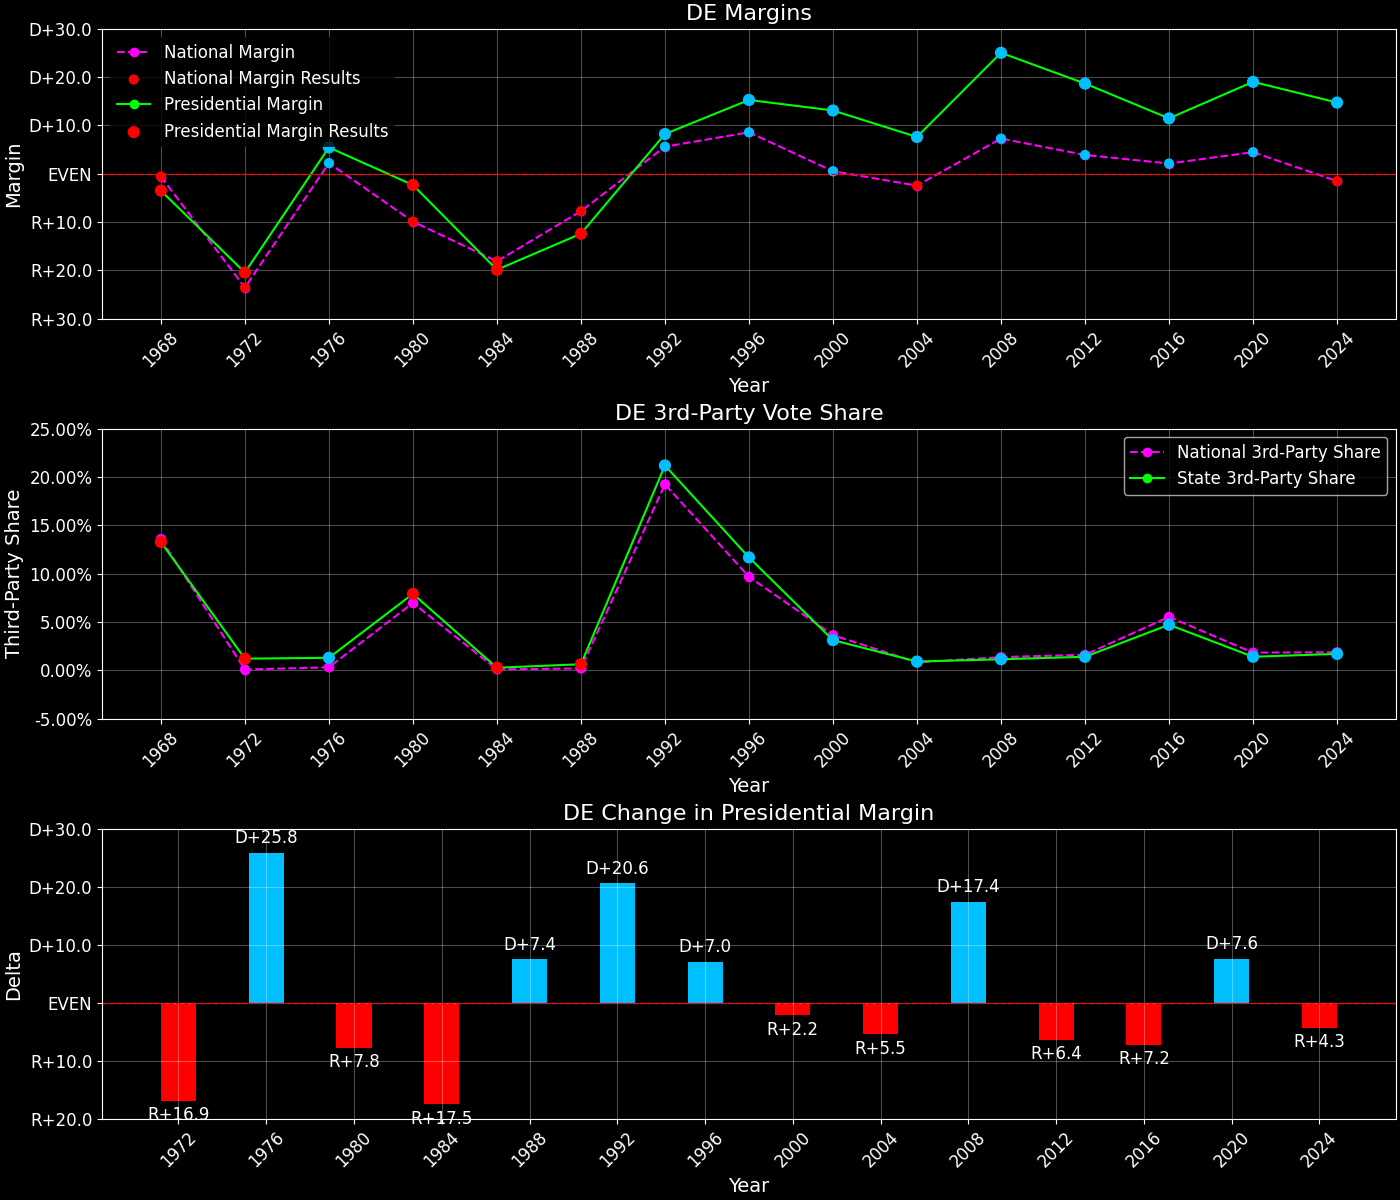 DE Margins
D+30.0
D+20.0
D+10.0
EVEN
R+10.0
R+20.0
R+30.0
Margin
National Margin
National Margin Results
Presidential Margin
Presidential Margin Results
1968 1972 1976 1980 1984 1988 1992 1996 2000 2004 2008 2012 2016 2020 2024
Year
DE 3rd-Party Vote Share
25.00%
20.00%
15.00%
10.00%
5.00%
0.00%
-5.00%
Third-Party Share
National 3rd-Party Share
State 3rd-Party Share
1968 1972 1976 1980 1984 1988 1992 1996 2000 2004 2008 2012 2016 2020 2024
Year
DE Change in Presidential Margin
D+30.0
D+20.0
D+10.0
EVEN
R+10.0
R+20.0
Delta
R+16.9
D+25.8
R+7.8
R+17.5
D+7.4
D+20.6
D+7.0
R+2.2
R+5.5
D+17.4
R+6.4
R+7.2
D+7.6
R+4.3
1972 1976 1980 1984 1988 1992 1996 2000 2004 2008 2012 2016 2020 2024
Year